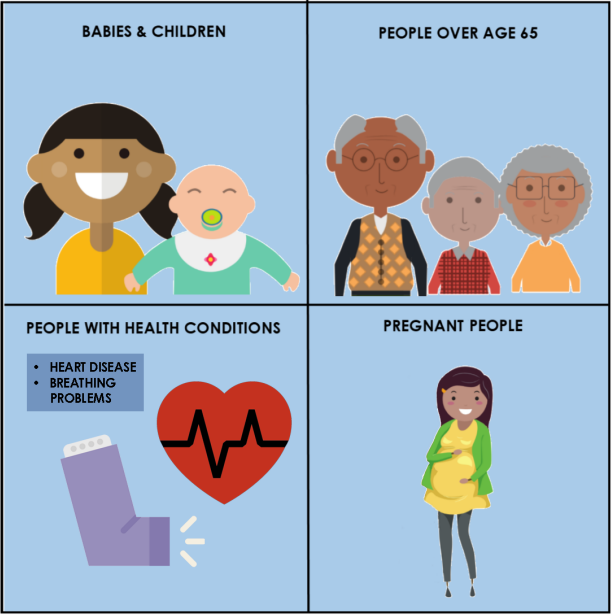 BABIES & CHILDREN
PEOPLE OVER AGE 65
PEOPLE WITH HEALTH CONDITIONS
• HEART DISEASE
• BREATHING
PROBLEMS
PREGNANT PEOPLE